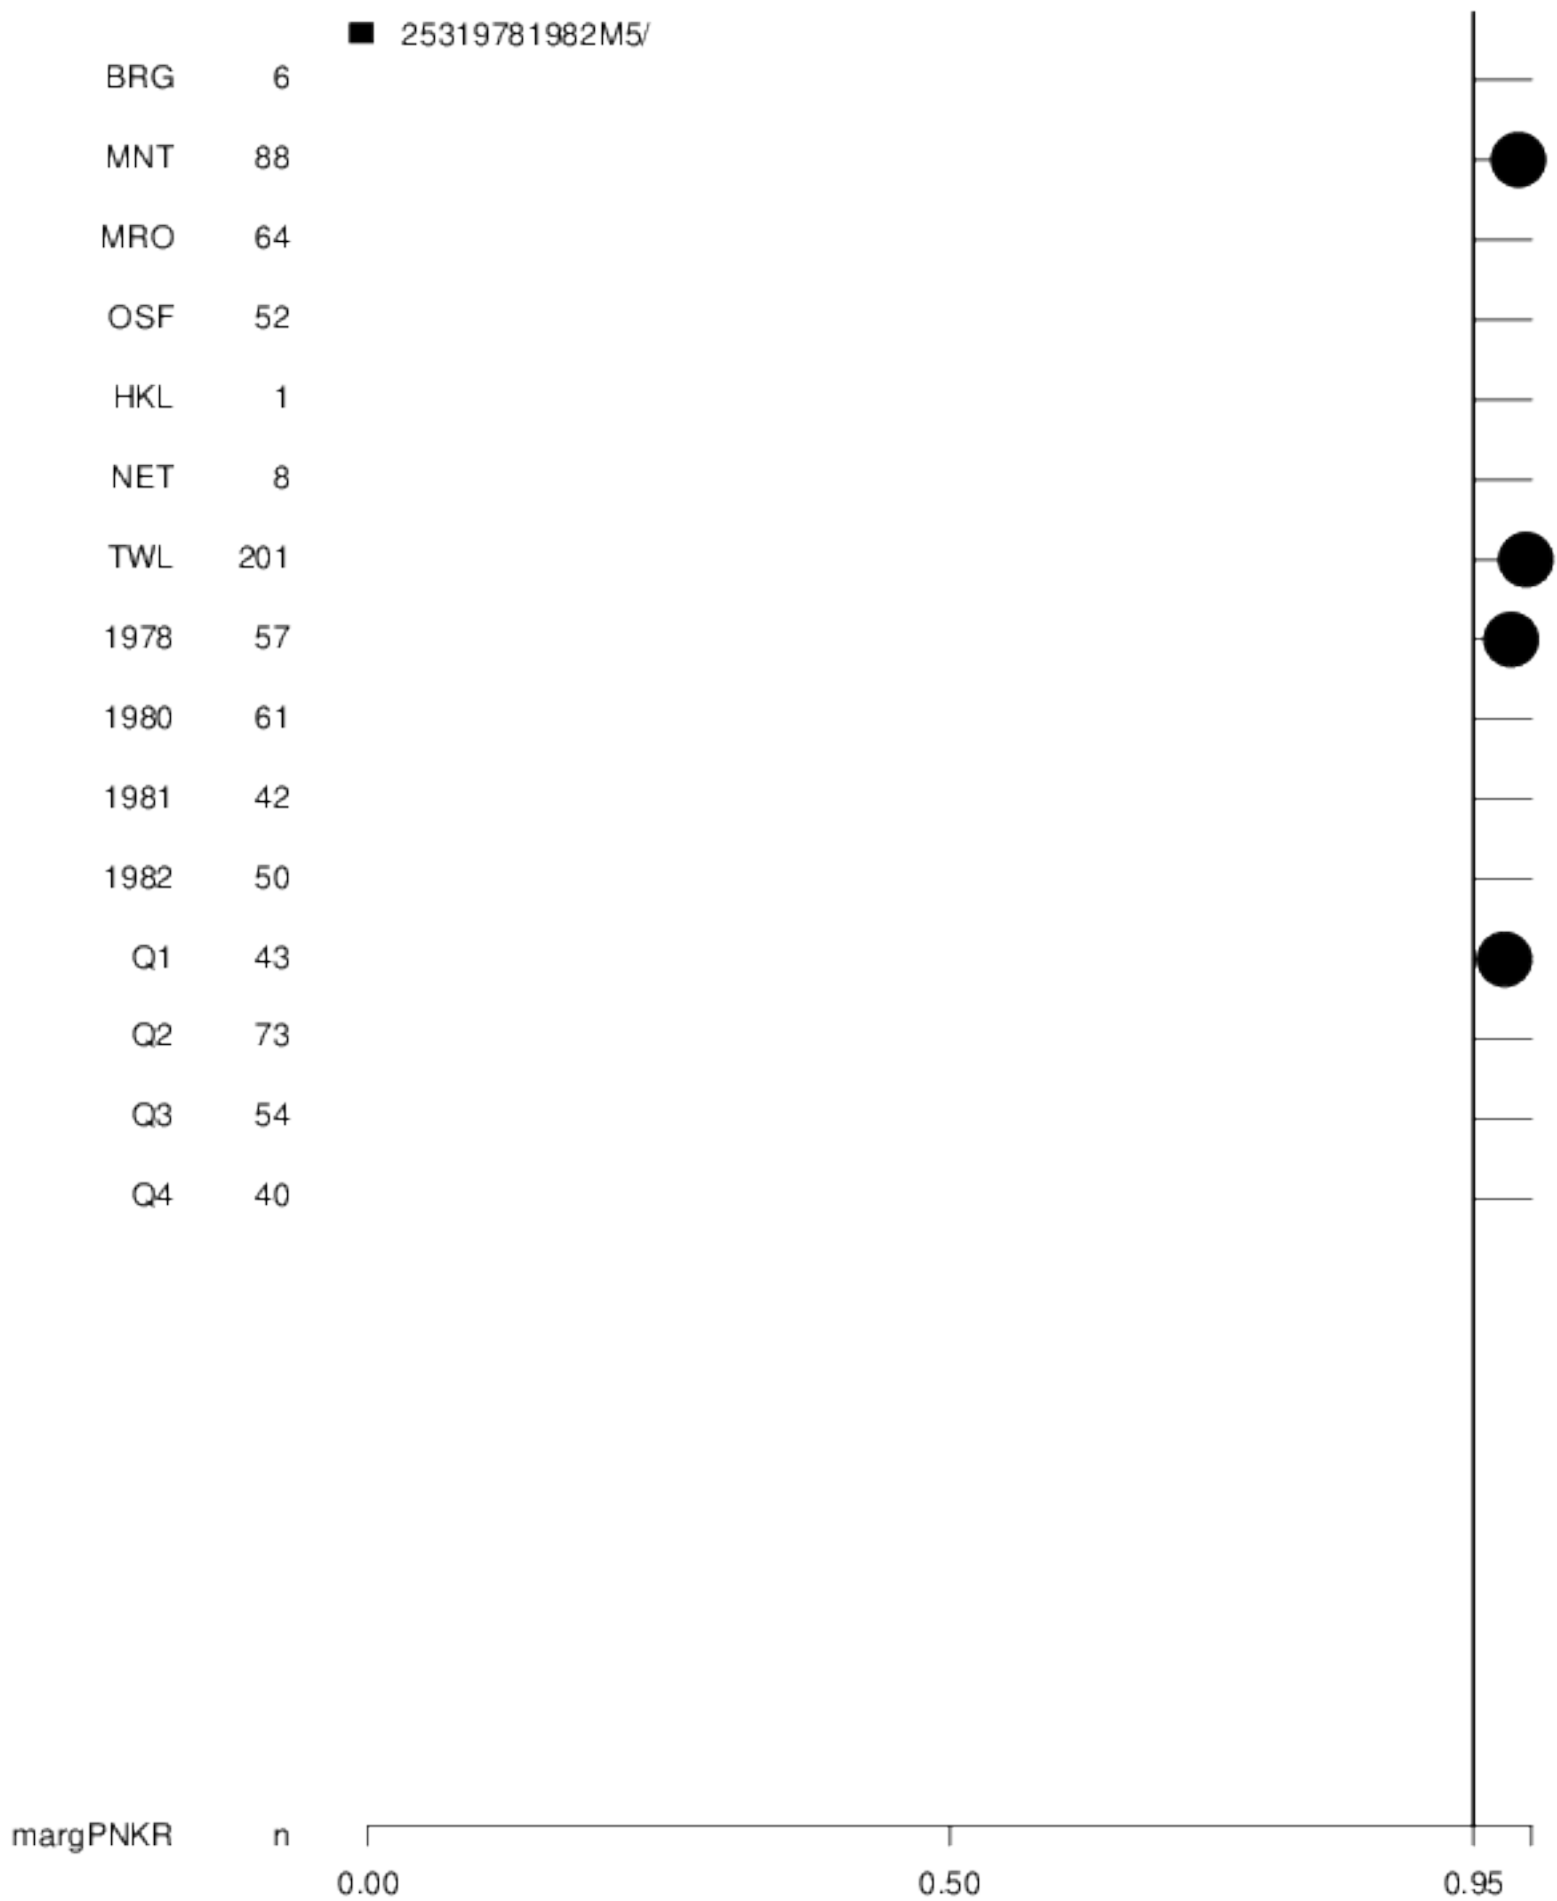 25319781982M5/
BRG 6
MNT 88
MRO 64
OSF 52
HKL 1
NET 8
TWL 201
1978 57
1980 61
1981 42
1982 50
Q1 43
Q2 73
Q3 54
Q4 40
margPNKR n
0.00 0.50 0.95